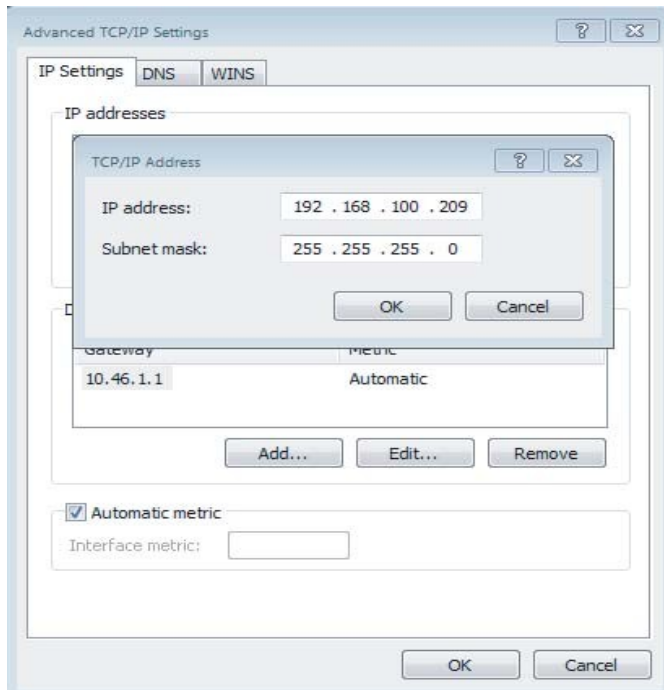 Advanced TCP/IP Settings
IP Settings DNS WINS
IP addresses
TCP/IP Address
IP address: 192 . 168 . 100 . 209
Subnet mask: 255 . 255 . 255 . 0
OK Cancel
Gateway Metric
10.46.1.1 Automatic
Add... Edit... Remove
Automatic metric
Interface metric:
OK Cancel